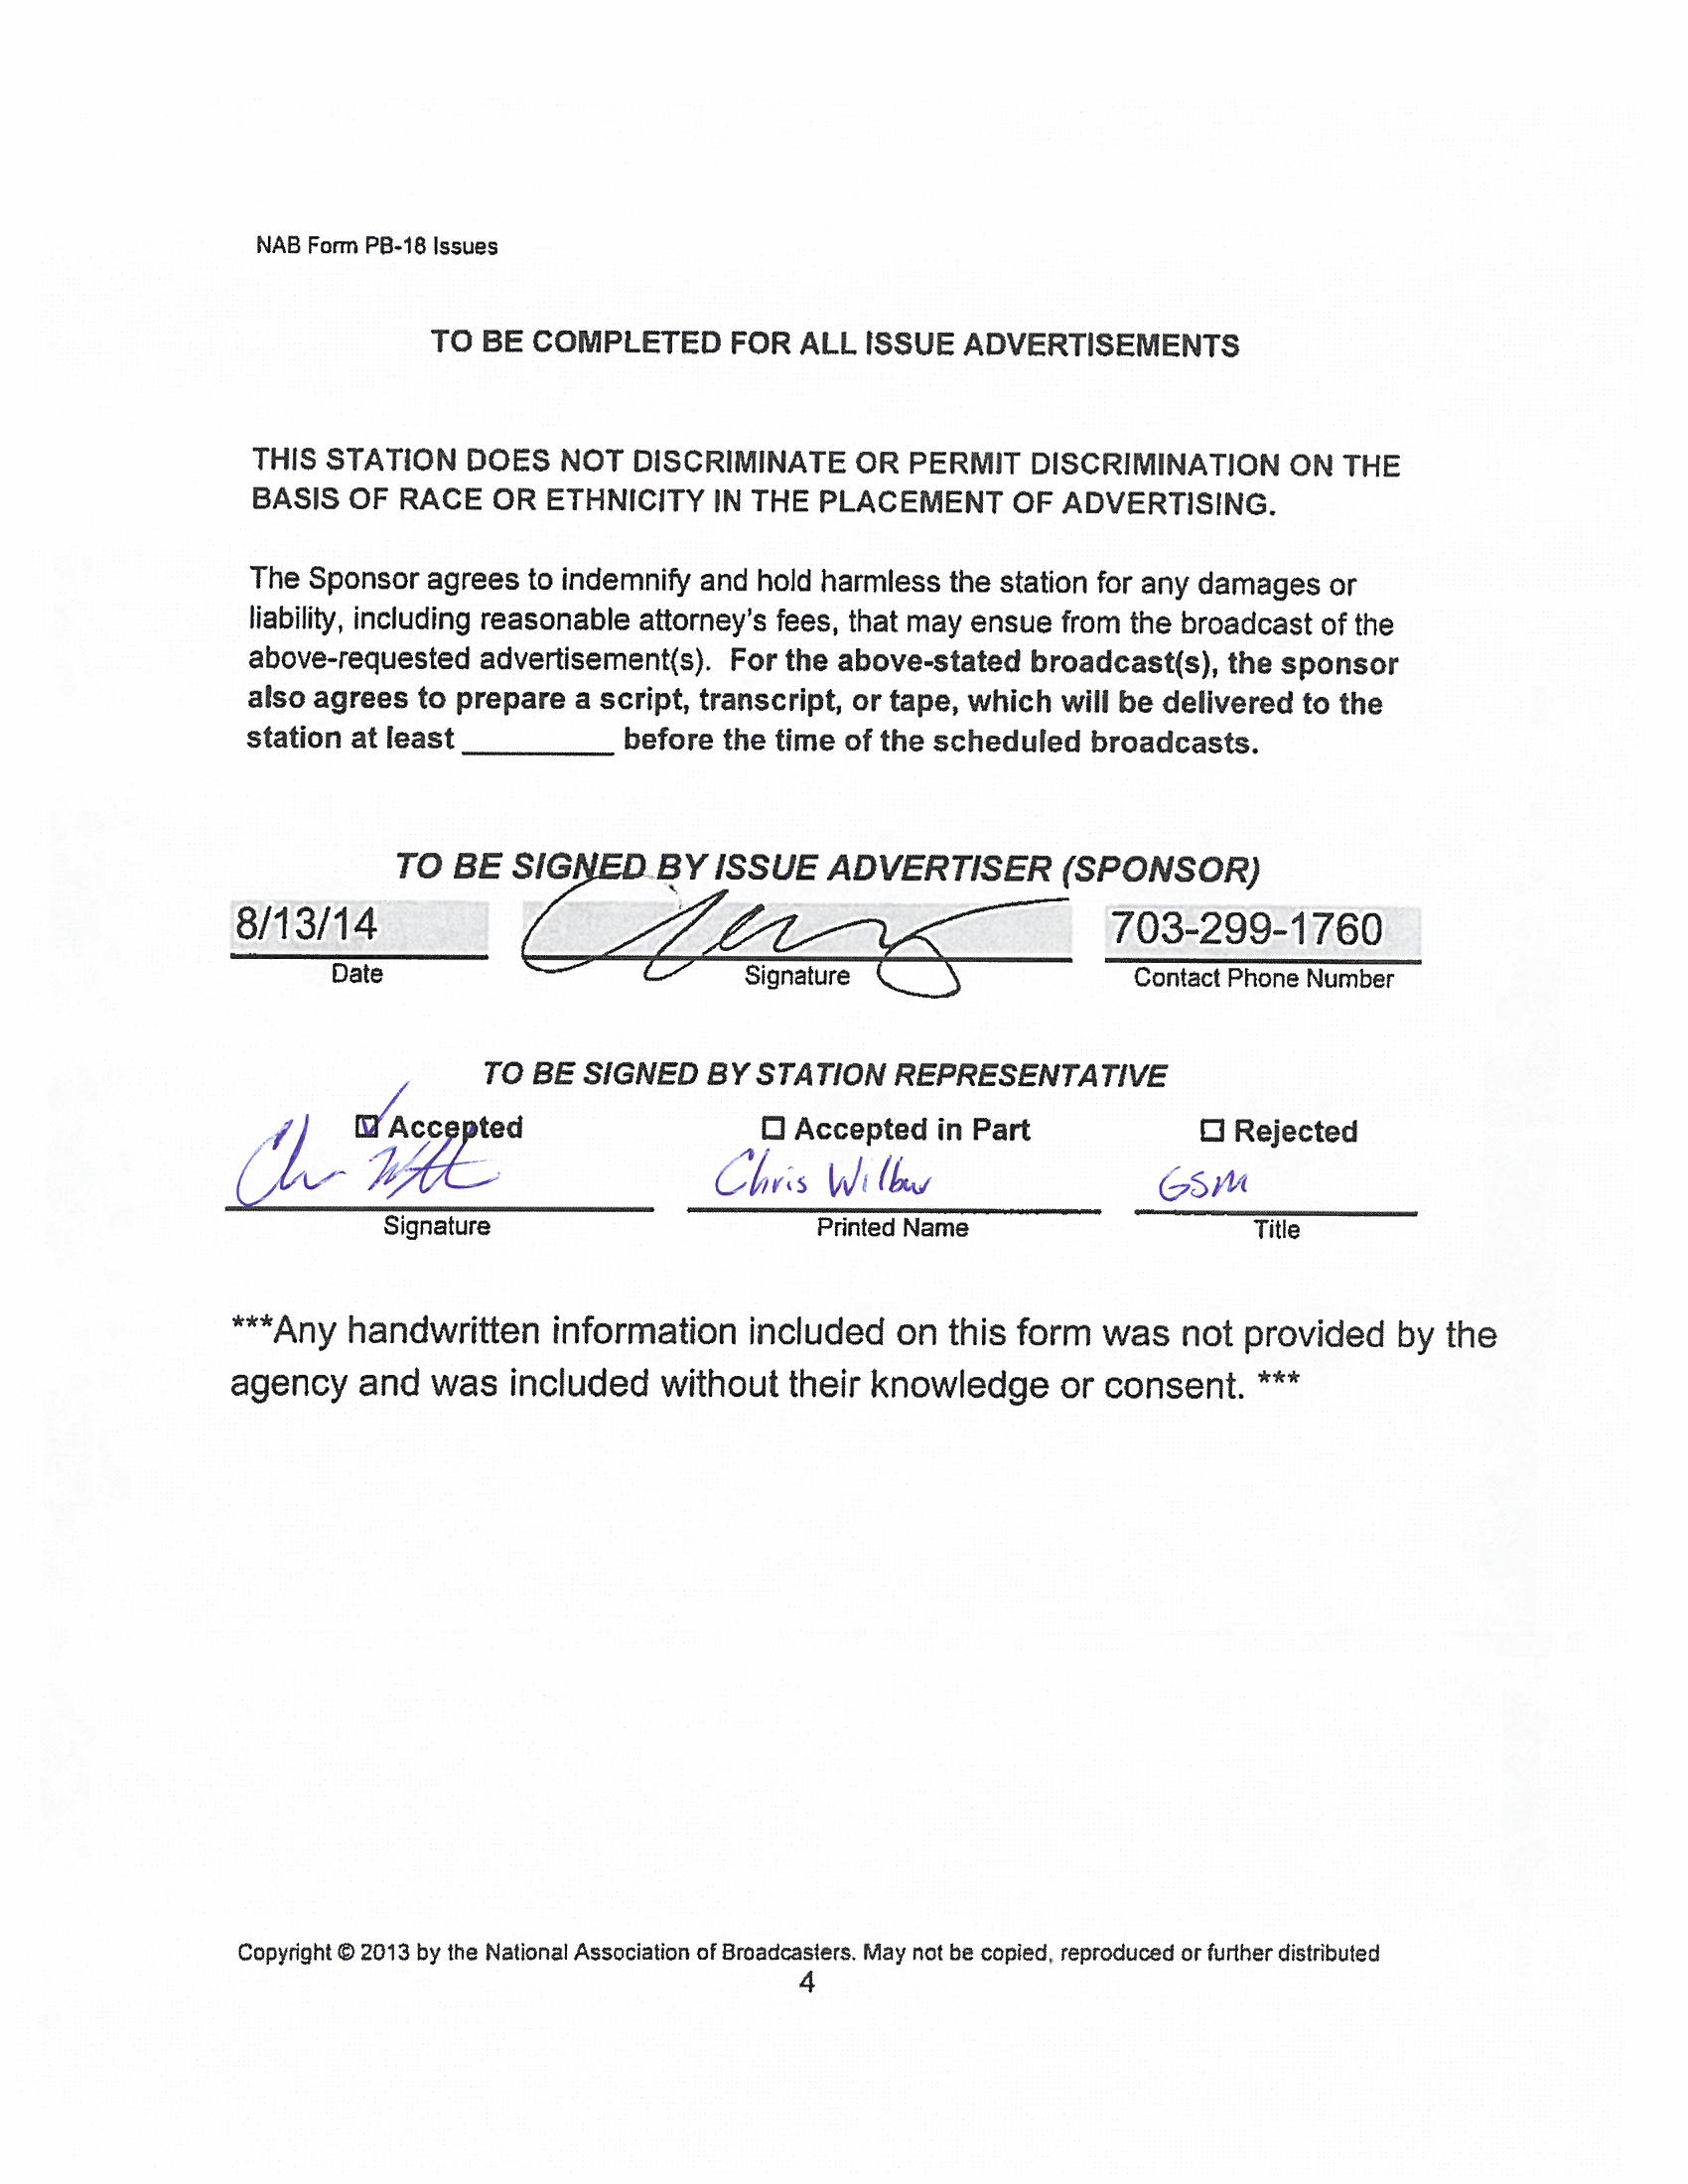 NAB Form PB-18 Issues
TO BE COMPLETED FOR ALL ISSUE ADVERTISEMENTS
THIS STATION DOES NOT DISCRIMINATE OR PERMIT DISCRIMINATION ON THE
BASIS OF RACE OR ETHNICITY IN THE PLACEMENT OF ADVERTISING.
The Sponsor agrees to indemnify and hold harmless the station for any damages or
liability, including reasonable attorney's fees, that may ensue from the broadcast of the
above-requested advertisement(s). For the above-stated broadcast(s), the sponsor
also agrees to prepare a script, transcript, or tape, which will be delivered to the
station at least _________ before the time of the scheduled broadcasts.
TO BE SIGNED BY ISSUE ADVERTISER (SPONSOR)
8/13/14 703-299-1760
Date Signature Contact Phone Number
TO BE SIGNED BY STATION REPRESENTATIVE
☑ Accepted ☐ Accepted in Part ☐ Rejected
Chris Wilbur GSM
Signature Printed Name Title
***Any handwritten information included on this form was not provided by the
agency and was included without their knowledge or consent. ***
Copyright © 2013 by the National Association of Broadcasters. May not be copied, reproduced or further distributed
4